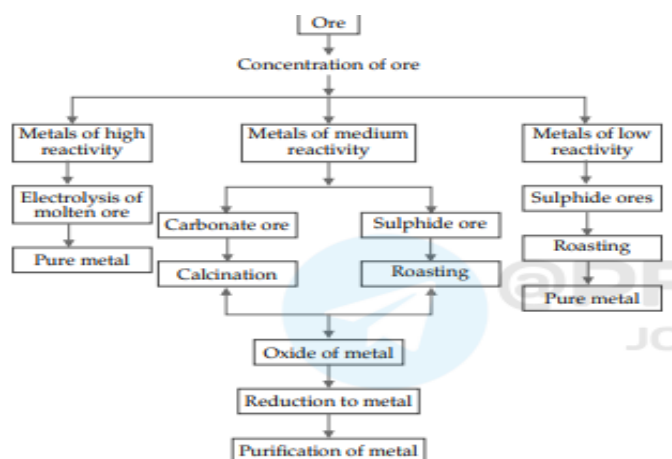 Ore
Concentration of ore
Metals of high
reactivity
Metals of medium
reactivity
Metals of low
reactivity
Electrolysis of
molten ore
Pure metal
Carbonate ore
Calcination
Sulphide ore
Roasting
Sulphide ores
Roasting
Pure metal
Oxide of metal
Reduction to metal
Purification of metal